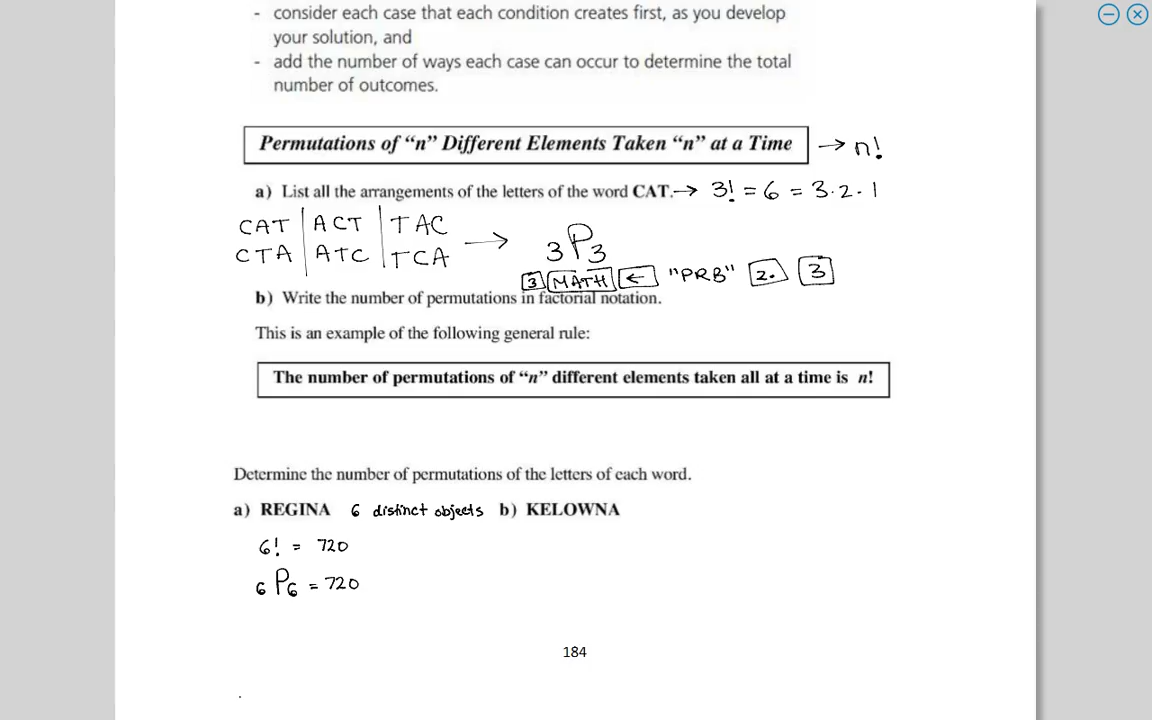 - consider each case that each condition creates first, as you develop
your solution, and
- add the number of ways each case can occur to determine the total
number of outcomes.
Permutations of “n” Different Elements Taken “n” at a Time → n!
a) List all the arrangements of the letters of the word CAT. → 3! = 6 = 3·2·1
CAT | ACT | TAC
CTA | ATC | TCA → 3P3
3 MATH ← "PRB" 2. 3
b) Write the number of permutations in factorial notation.
This is an example of the following general rule:
The number of permutations of “n” different elements taken all at a time is n!
Determine the number of permutations of the letters of each word.
a) REGINA 6 distinct objects b) KELOWNA
6! = 720
6P6 = 720
184